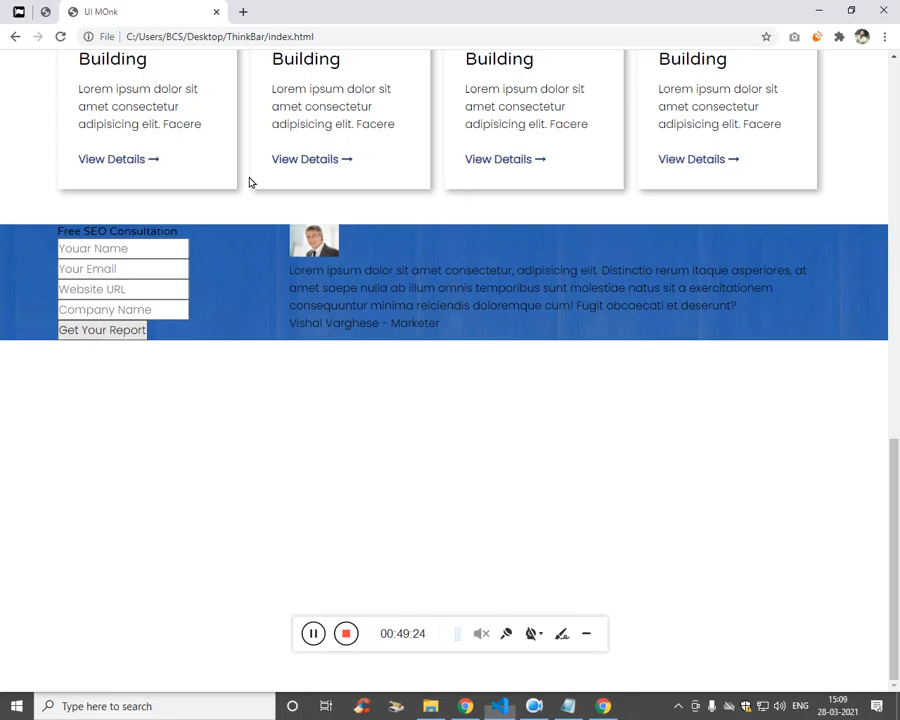 UI MOnk
File
C:/Users/BCS/Desktop/ThinkBar/index.html
Building Building Building Building
Lorem ipsum dolor sit Lorem ipsum dolor sit Lorem ipsum dolor sit Lorem ipsum dolor sit
amet consectetur amet consectetur amet consectetur amet consectetur
adipisicing elit. Facere adipisicing elit. Facere adipisicing elit. Facere adipisicing elit. Facere
View Details → View Details → View Details → View Details →
Free SEO Consultation
Youar Name
Your Email
Website URL
Company Name
Get Your Report
Lorem ipsum dolor sit amet consectetur, adipisicing elit. Distinctio rerum itaque asperiores, at
amet saepe nulla ab illum omnis temporibus sunt molestiae natus sit a exercitationem
consequuntur minima reiciendis doloremque cum! Fugit obcaecati et deserunt?
Vishal Varghese - Marketer
00:49:24
Type here to search
ENG
15:09
28-03-2021